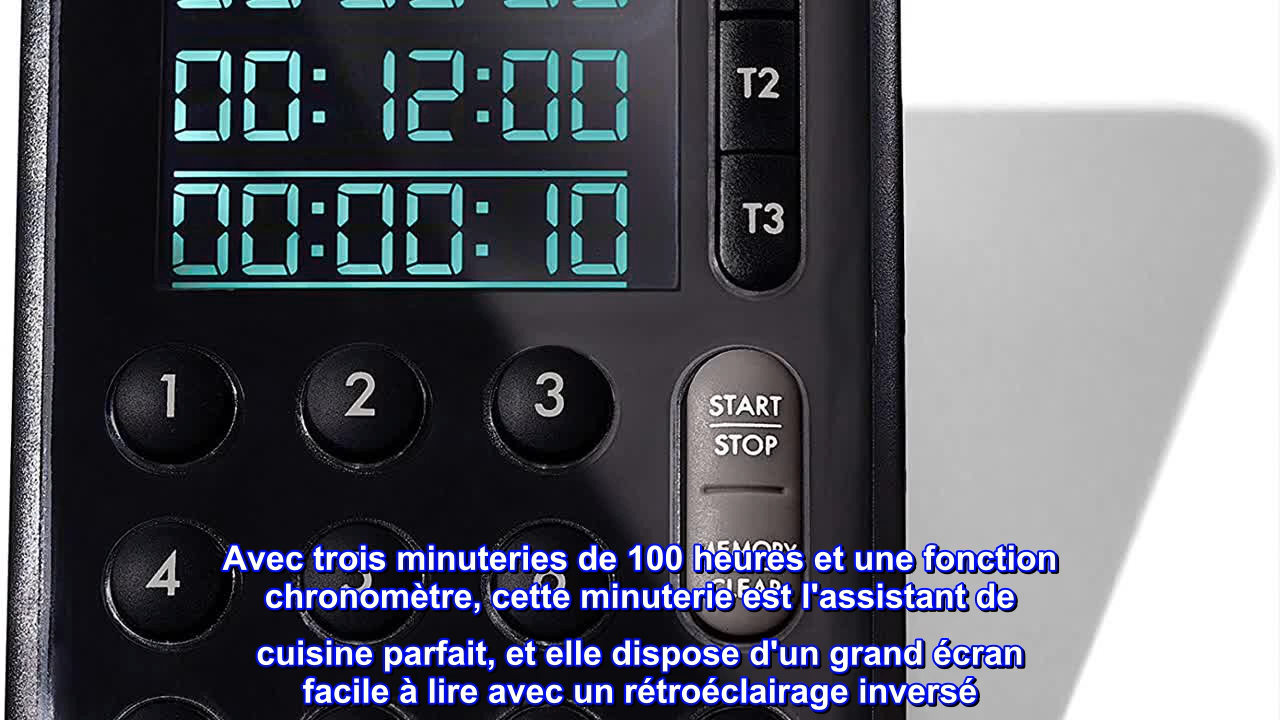 00:12:00
T2
00:00:10
T3
1 2 3
START
STOP
4
MEMORY
CLEAR
Avec trois minuteries de 100 heures et une fonction
chronomètre, cette minuterie est l'assistant de
cuisine parfait, et elle dispose d'un grand écran
facile à lire avec un rétroéclairage inversé